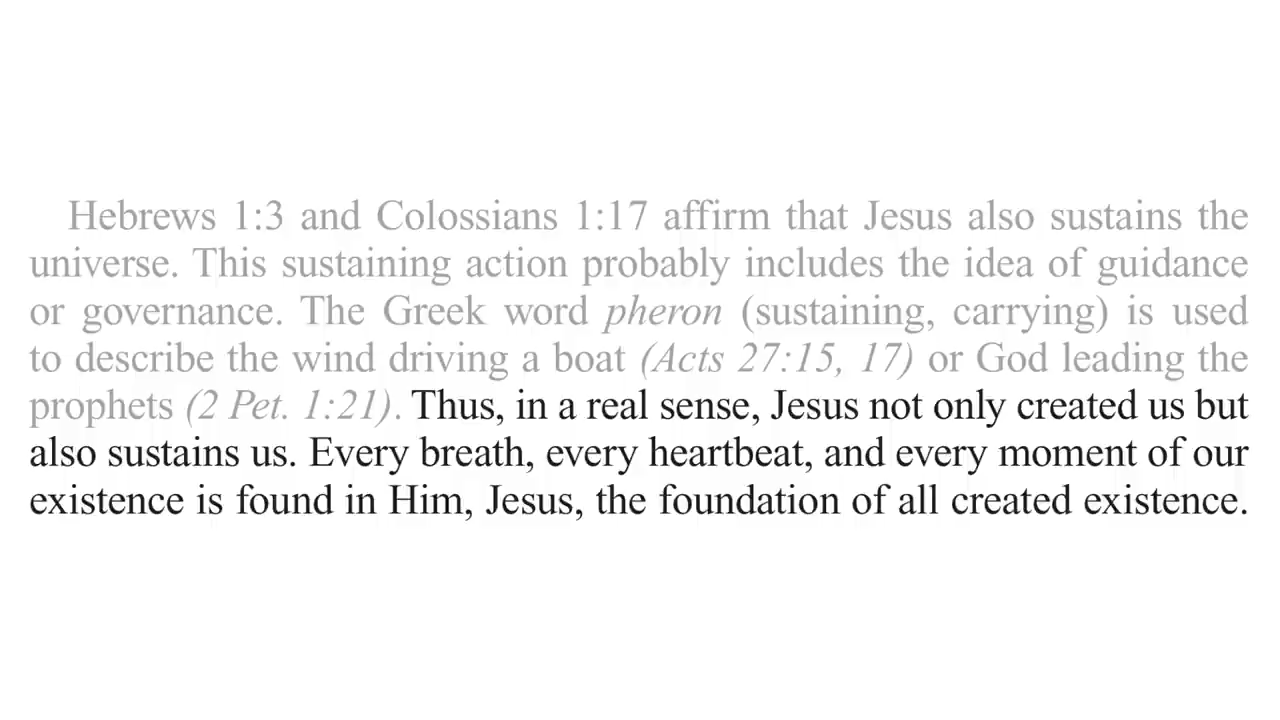 Hebrews 1:3 and Colossians 1:17 affirm that Jesus also sustains the
universe. This sustaining action probably includes the idea of guidance
or governance. The Greek word pheron (sustaining, carrying) is used
to describe the wind driving a boat (Acts 27:15, 17) or God leading the
prophets (2 Pet. 1:21). Thus, in a real sense, Jesus not only created us but
also sustains us. Every breath, every heartbeat, and every moment of our
existence is found in Him, Jesus, the foundation of all created existence.